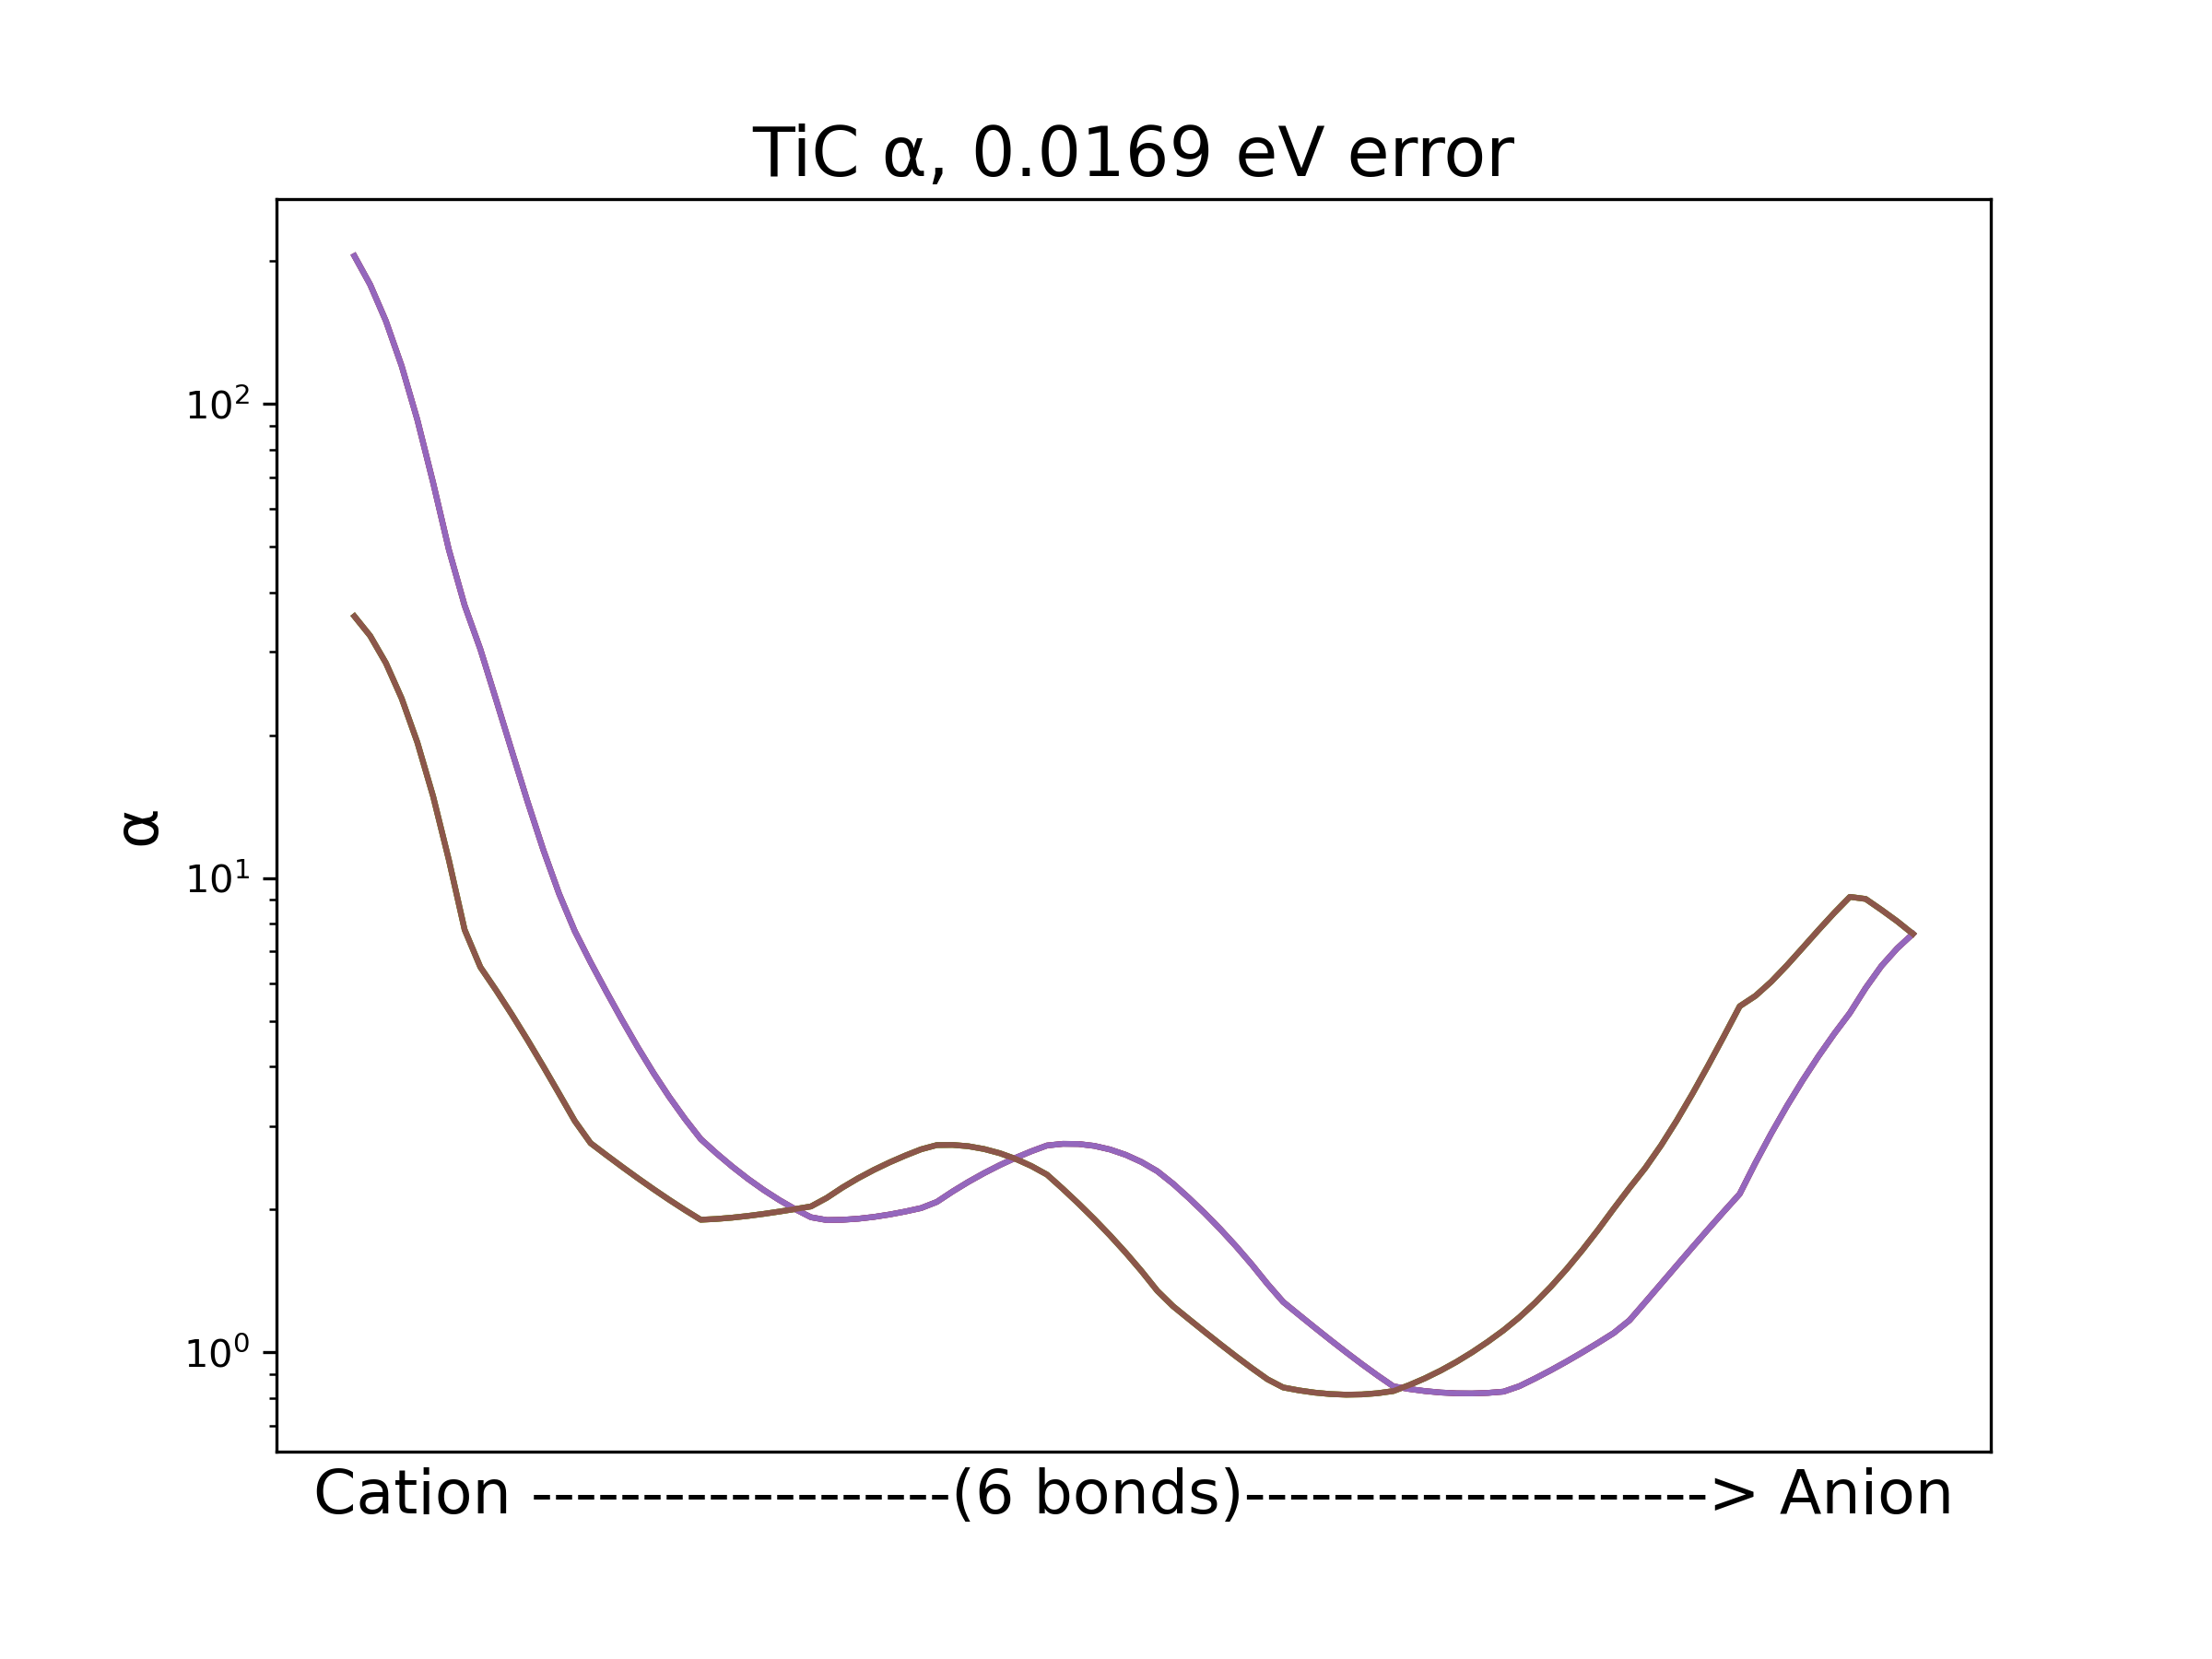 TiC α, 0.0169 eV error
α
10²
10¹
10⁰
Cation -------------------(6 bonds)---------------------> Anion